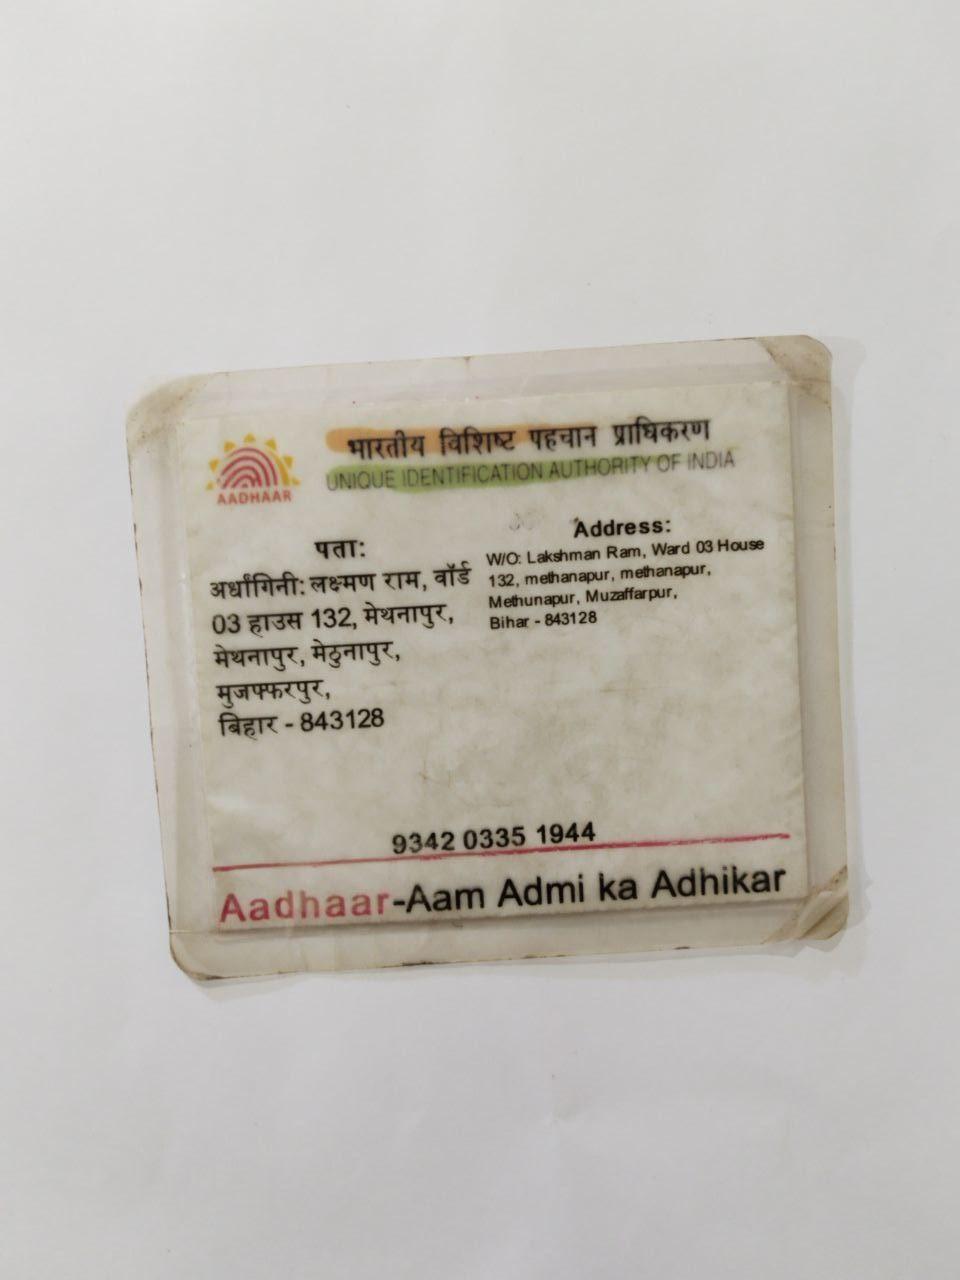 AADHAAR
भारतीय विशिष्ट पहचान प्राधिकरण
UNIQUE IDENTIFICATION AUTHORITY OF INDIA
पता:
अर्धांगिनी: लक्ष्मण राम, वॉर्ड
03 हाउस 132, मेथनापुर,
मेथनापुर, मेठुनापुर,
मुजफ्फरपुर,
बिहार - 843128
Address:
W/O: Lakshman Ram, Ward 03 House
132, methanapur, methanapur,
Methunapur, Muzaffarpur,
Bihar - 843128
9342 0335 1944
Aadhaar-Aam Admi ka Adhikar